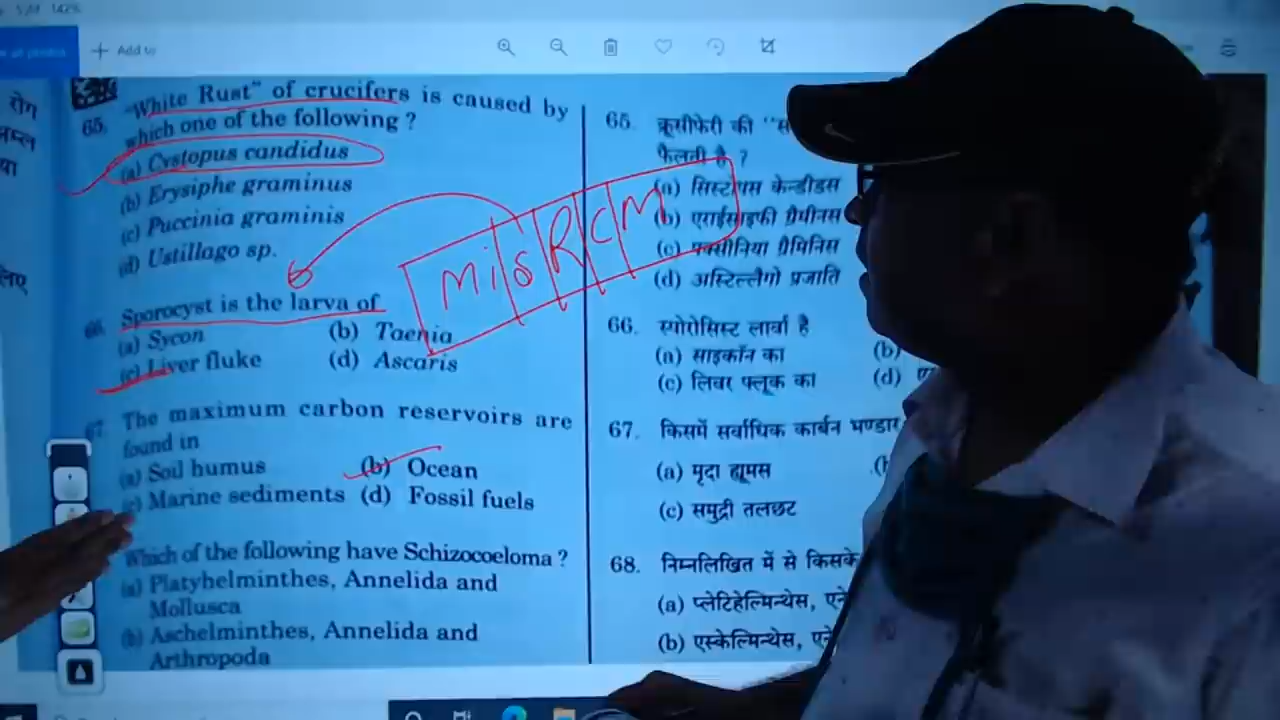 142%
+ Add to
रोग
अम्ल
या
लिए
65. "White Rust" of crucifers is caused by
which one of the following ?
(a) Cystopus candidus
(b) Erysiphe graminus
(c) Puccinia graminis
(d) Ustillago sp.
66. Sporocyst is the larva of
(a) Sycon (b) Taenia
(c) Liver fluke (d) Ascaris
67. The maximum carbon reservoirs are
found in
(a) Soil humus (b) Ocean
(c) Marine sediments (d) Fossil fuels
Which of the following have Schizocoeloma ?
(a) Platyhelminthes, Annelida and
Mollusca
(b) Aschelminthes, Annelida and
Arthropoda
Mi S R C M
65. क्रूसीफेरी की
फैलती है ?
(a) सिस्टोपस केन्डीडस
(b) एराईसाइफी ग्रैमीनस
(c) पक्सीनिया ग्रैमिनिस
(d) अस्टिल्लैगो प्रजाति
66. स्पोरोसिस्ट लार्वा है
(a) साइकॉन का (b)
(c) लिवर फ्लूक का (d)
67. किसमें सर्वाधिक कार्बन भण्डार
(a) मृदा ह्यूमस
(c) समुद्री तलछट
68. निम्नलिखित में से किसके
(a) प्लेटिहेल्मिन्थेस,
(b) एस्केल्मिन्थेस,